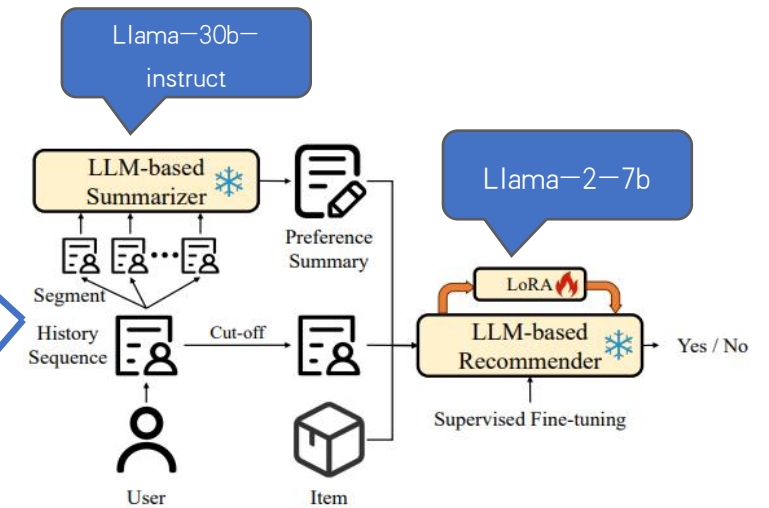 Llama-30b-
instruct
LLM-based
Summarizer
Llama-2-7b
Preference
Summary
Segment
LoRA
History
Sequence
Cut-off
LLM-based
Recommender
Yes / No
Supervised Fine-tuning
User
Item